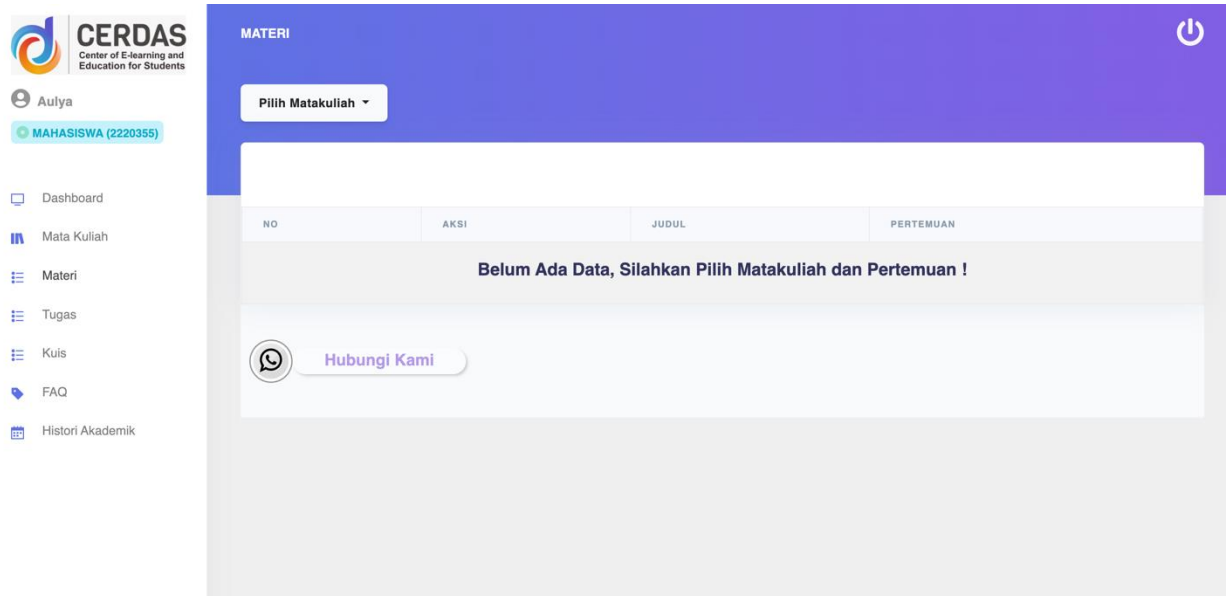 CERDAS
Center of E-learning and
Education for Students
Aulya
MAHASISWA (2220355)
Dashboard
Mata Kuliah
Materi
Tugas
Kuis
FAQ
Histori Akademik
MATERI
Pilih Matakuliah
NO AKSI JUDUL PERTEMUAN
Belum Ada Data, Silahkan Pilih Matakuliah dan Pertemuan !
Hubungi Kami